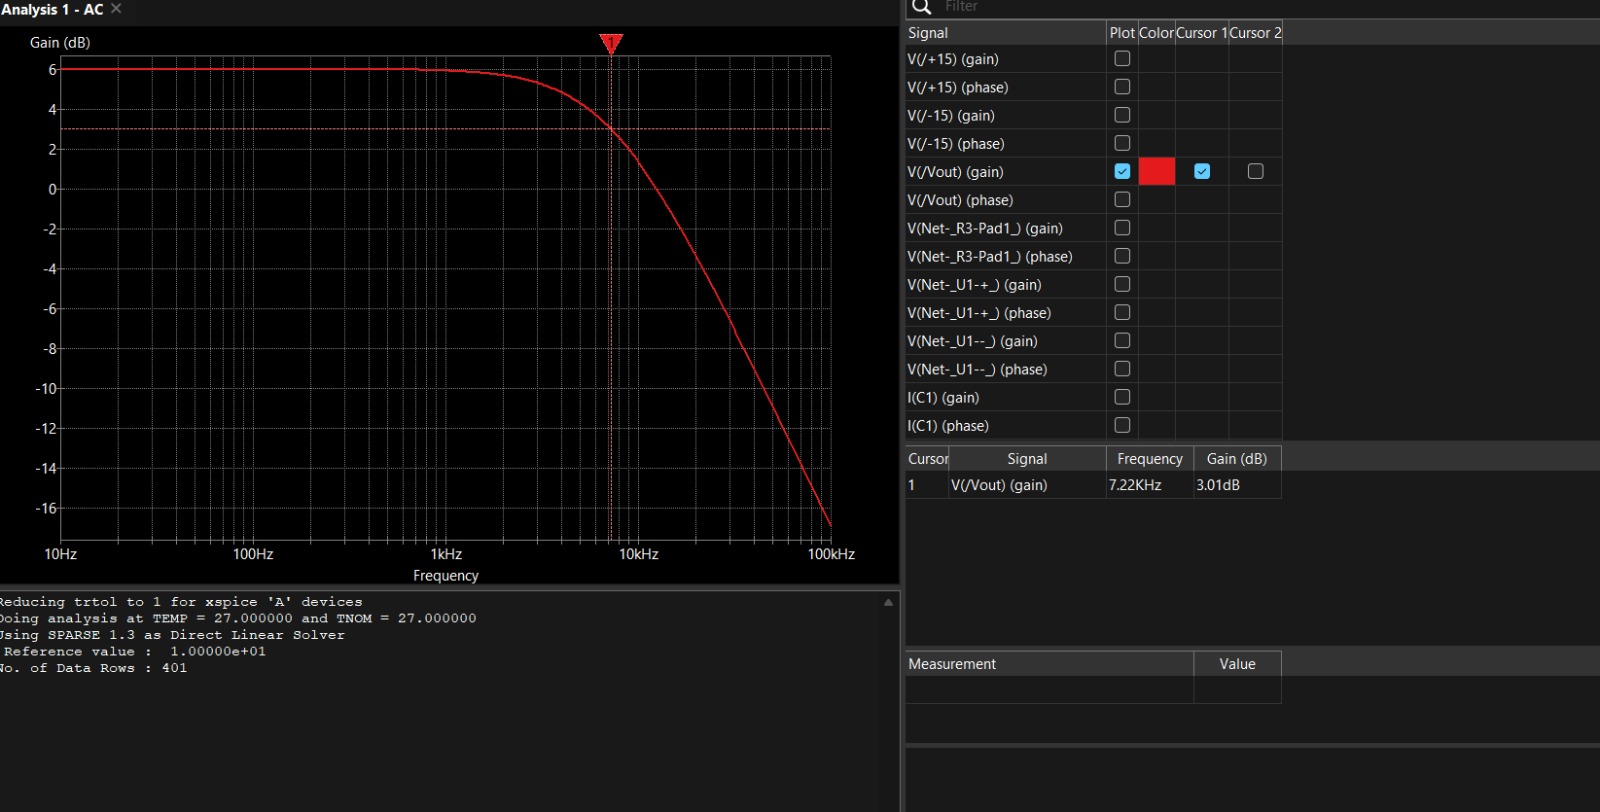 Analysis 1 - AC
Gain (dB)
1
6
4
2
0
-2
-4
-6
-8
-10
-12
-14
-16
10Hz 100Hz 1kHz 10kHz 100kHz
Frequency
Reducing trtol to 1 for xspice 'A' devices
Doing analysis at TEMP = 27.000000 and TNOM = 27.000000
Using SPARSE 1.3 as Direct Linear Solver
Reference value : 1.00000e+01
No. of Data Rows : 401
Filter
Signal Plot Color Cursor 1 Cursor 2
V(/+15) (gain)
V(/+15) (phase)
V(/-15) (gain)
V(/-15) (phase)
V(/Vout) (gain)
V(/Vout) (phase)
V(Net-_R3-Pad1_) (gain)
V(Net-_R3-Pad1_) (phase)
V(Net-_U1-+_) (gain)
V(Net-_U1-+_) (phase)
V(Net-_U1--_) (gain)
V(Net-_U1--_) (phase)
I(C1) (gain)
I(C1) (phase)
Cursor Signal Frequency Gain (dB)
1 V(/Vout) (gain) 7.22KHz 3.01dB
Measurement Value